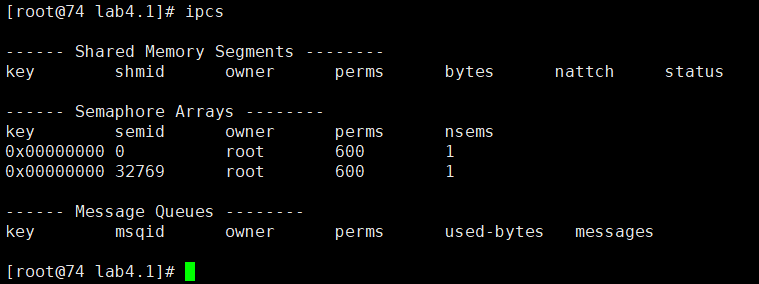 [root@74 lab4.1]# ipcs
------ Shared Memory Segments --------
key        shmid      owner      perms      bytes      nattch     status
------ Semaphore Arrays --------
key        semid      owner      perms      nsems
0x00000000 0          root       600        1
0x00000000 32769      root       600        1
------ Message Queues --------
key        msqid      owner      perms      used-bytes   messages
[root@74 lab4.1]#